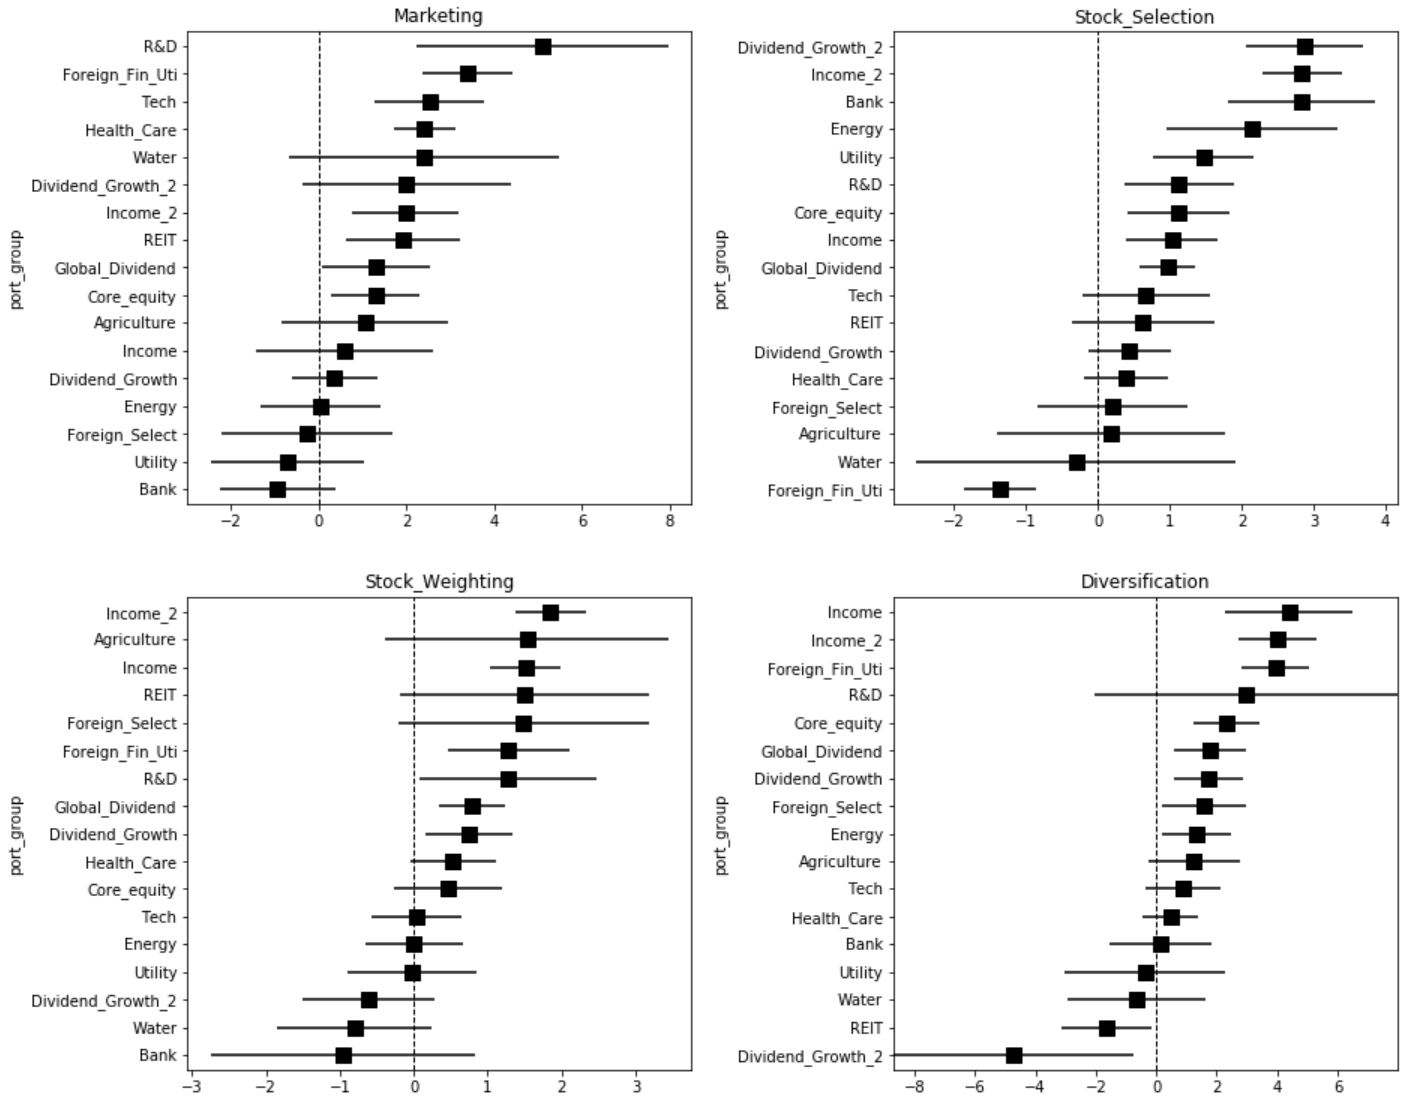 Marketing
port_group
R&D
Foreign_Fin_Uti
Tech
Health_Care
Water
Dividend_Growth_2
Income_2
REIT
Global_Dividend
Core_equity
Agriculture
Income
Dividend_Growth
Energy
Foreign_Select
Utility
Bank
−2 0 2 4 6 8
Stock_Selection
port_group
Dividend_Growth_2
Income_2
Bank
Energy
Utility
R&D
Core_equity
Income
Global_Dividend
Tech
REIT
Dividend_Growth
Health_Care
Foreign_Select
Agriculture
Water
Foreign_Fin_Uti
−2 −1 0 1 2 3 4
Stock_Weighting
port_group
Income_2
Agriculture
Income
REIT
Foreign_Select
Foreign_Fin_Uti
R&D
Global_Dividend
Dividend_Growth
Health_Care
Core_equity
Tech
Energy
Utility
Dividend_Growth_2
Water
Bank
−3 −2 −1 0 1 2 3
Diversification
port_group
Income
Income_2
Foreign_Fin_Uti
R&D
Core_equity
Global_Dividend
Dividend_Growth
Foreign_Select
Energy
Agriculture
Tech
Health_Care
Bank
Utility
Water
REIT
Dividend_Growth_2
−8 −6 −4 −2 0 2 4 6